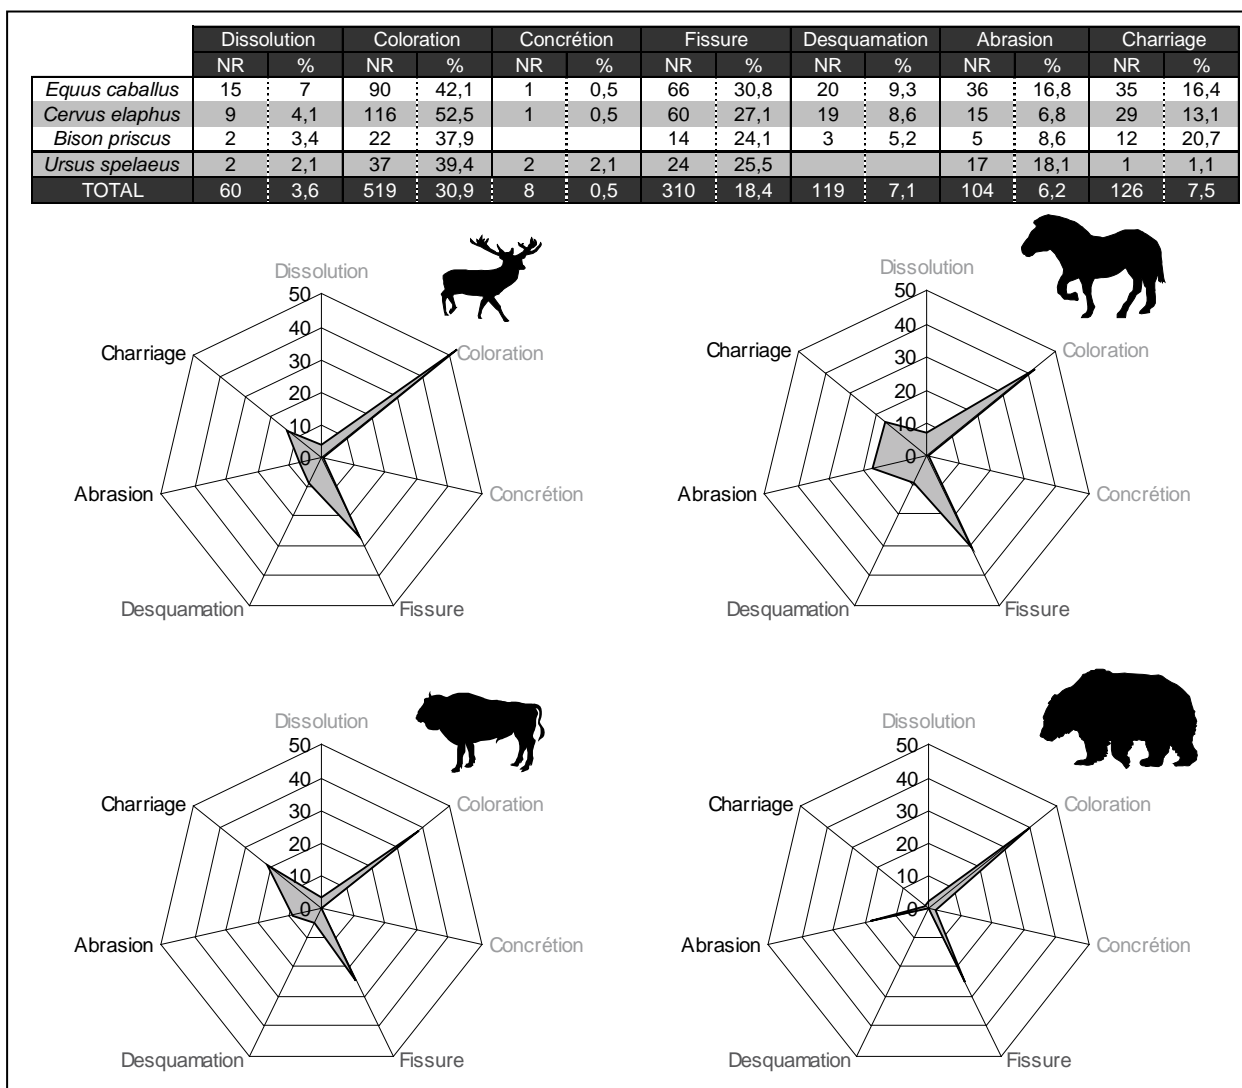 Dissolution Coloration Concrétion Fissure Desquamation Abrasion Charriage
NR % NR % NR % NR % NR % NR % NR %
Equus caballus 15 7 90 42,1 1 0,5 66 30,8 20 9,3 36 16,8 35 16,4
Cervus elaphus 9 4,1 116 52,5 1 0,5 60 27,1 19 8,6 15 6,8 29 13,1
Bison priscus 2 3,4 22 37,9 14 24,1 3 5,2 5 8,6 12 20,7
Ursus spelaeus 2 2,1 37 39,4 2 2,1 24 25,5 17 18,1 1 1,1
TOTAL 60 3,6 519 30,9 8 0,5 310 18,4 119 7,1 104 6,2 126 7,5
Dissolution
50
Coloration
Charriage
40
30
20
10
0
Abrasion
Concrétion
Desquamation
Fissure
Dissolution
50
Coloration
Charriage
40
30
20
10
0
Abrasion
Concrétion
Desquamation
Fissure
Dissolution
50
Coloration
Charriage
40
30
20
10
0
Abrasion
Concrétion
Desquamation
Fissure
Dissolution
50
Coloration
Charriage
40
30
20
10
0
Abrasion
Concrétion
Desquamation
Fissure